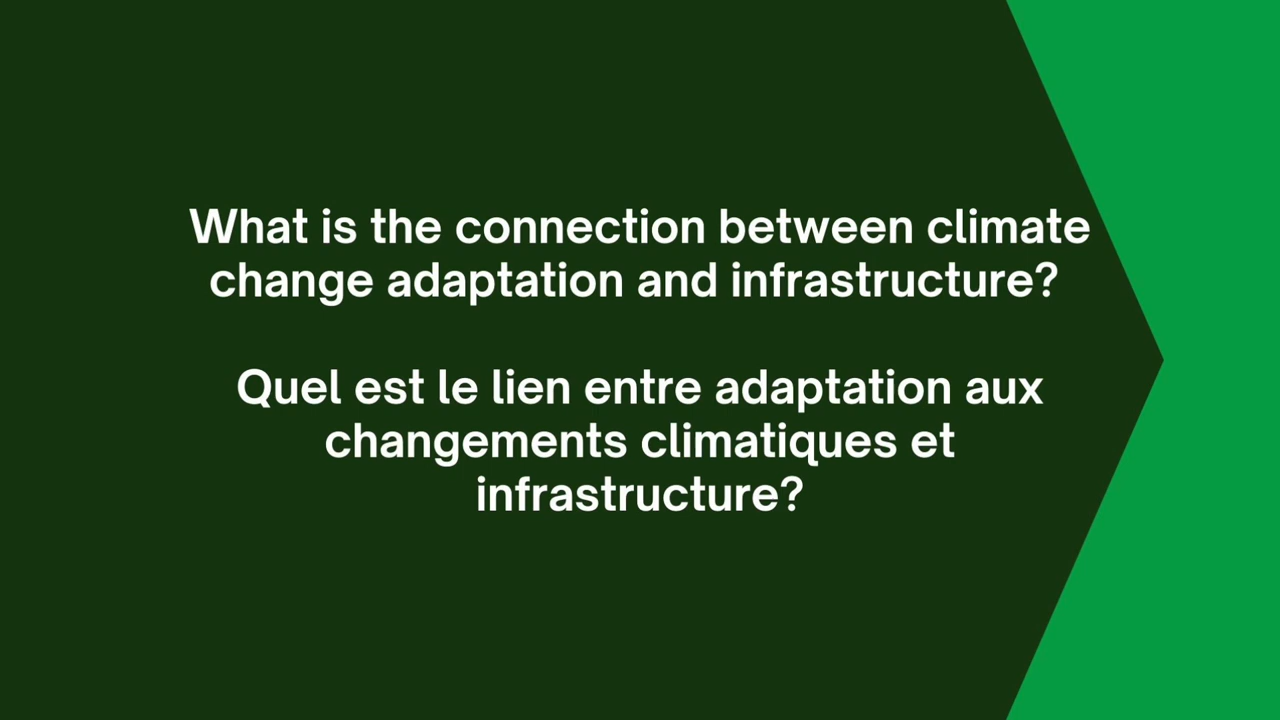 What is the connection between climate
change adaptation and infrastructure?
Quel est le lien entre adaptation aux
changements climatiques et
infrastructure?